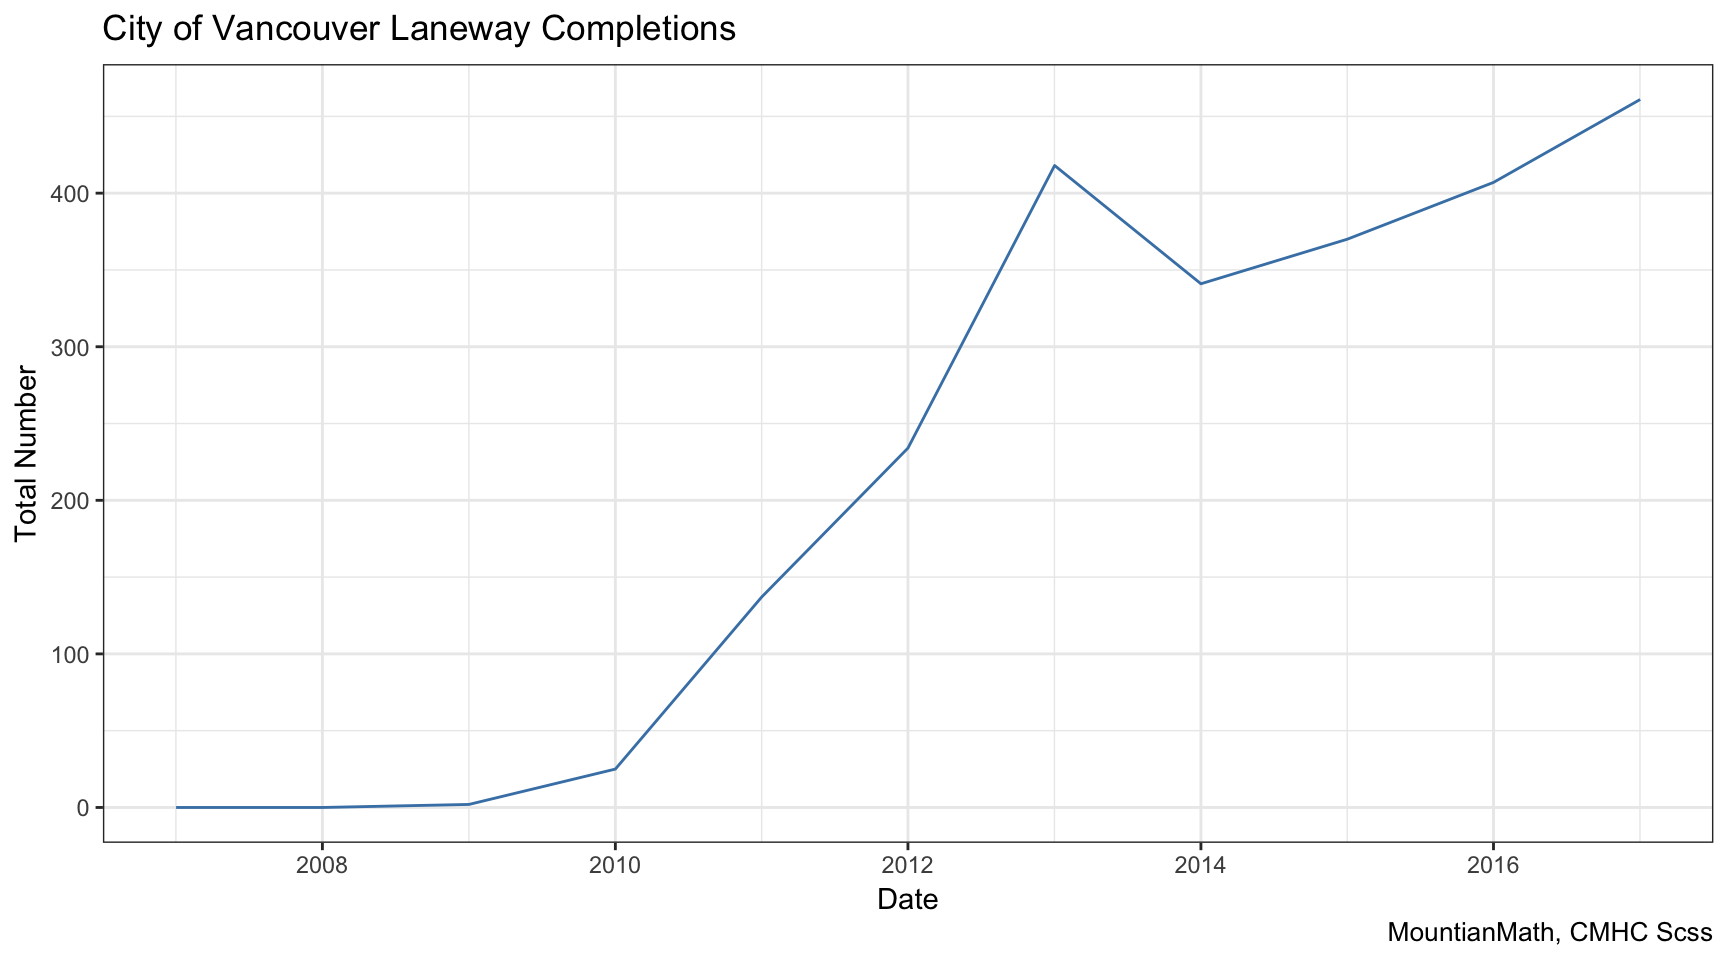 City of Vancouver Laneway Completions
Total Number
400
300
200
100
0
2008 2010 2012 2014 2016
Date
MountianMath, CMHC Scss